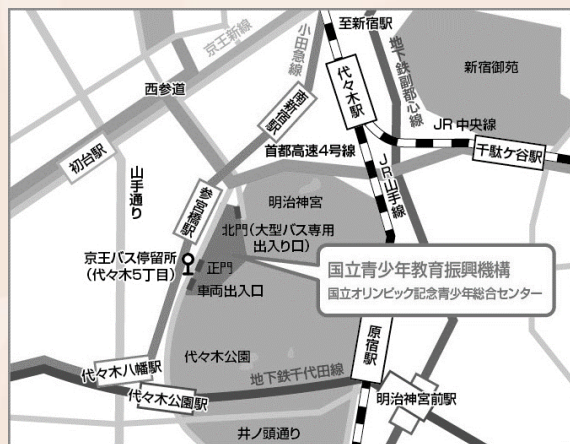 至新宿駅
京王新線
小田急線
地下鉄副都心線
新宿御苑
代々木駅
西参道
南新宿駅
JR中央線
千駄ケ谷駅
初台駅
首都高速4号線
JR山手線
山手通り
参宮橋駅
明治神宮
北門(大型バス専用
出入り口)
京王バス停留所
(代々木5丁目)
正門
車両出入口
国立青少年教育振興機構
国立オリンピック記念青少年総合センター
原宿駅
代々木公園
代々木八幡駅
地下鉄千代田線
代々木公園駅
明治神宮前駅
井ノ頭通り